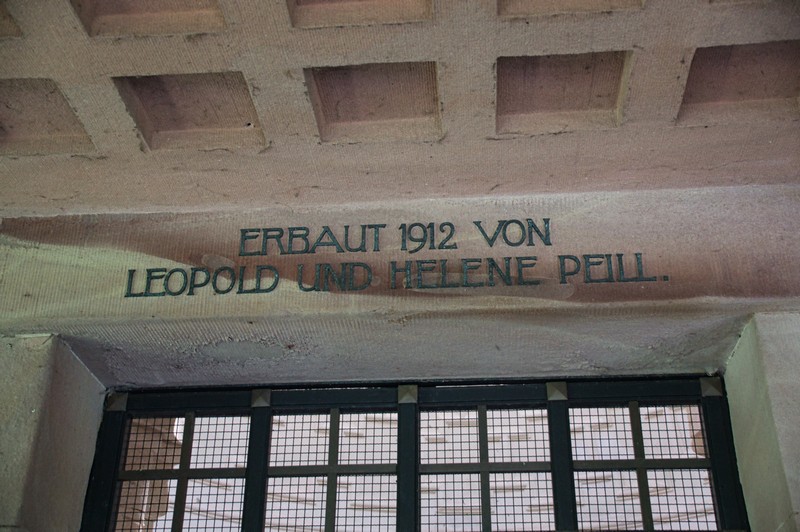 ERBAUT 1912 VON
LEOPOLD UND HELENE PEILL.